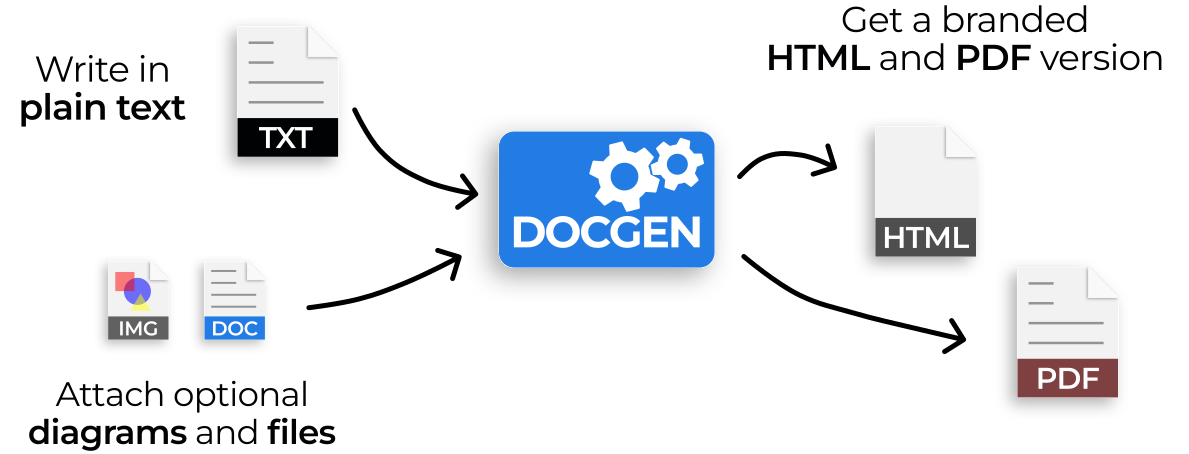 Write in
plain text
TXT
IMG
DOC
Attach optional
diagrams and files
DOCGEN
Get a branded
HTML and PDF version
HTML
PDF